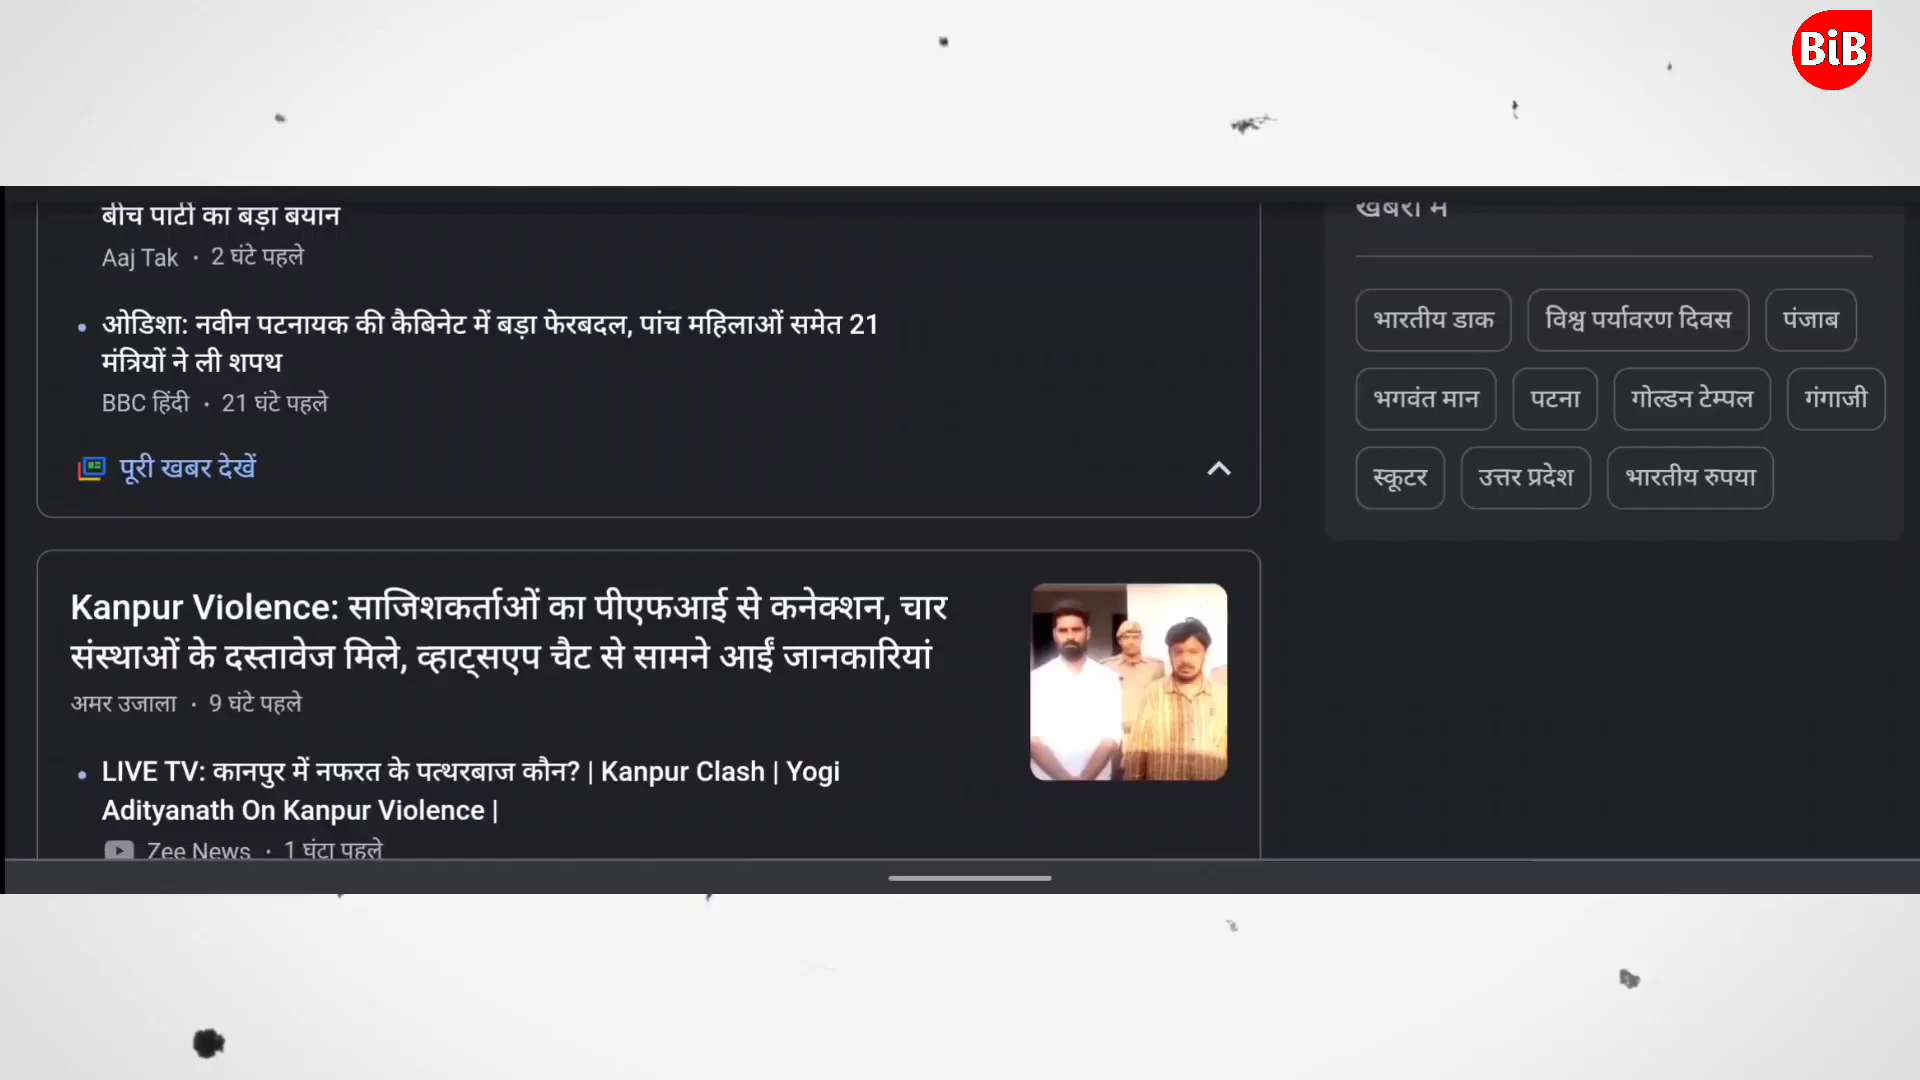 BiB
बीच पार्टी का बड़ा बयान
Aaj Tak · 2 घंटे पहले
ओडिशा: नवीन पटनायक की कैबिनेट में बड़ा फेरबदल, पांच महिलाओं समेत 21
मंत्रियों ने ली शपथ
BBC हिंदी · 21 घंटे पहले
पूरी खबर देखें
Kanpur Violence: साजिशकर्ताओं का पीएफआई से कनेक्शन, चार
संस्थाओं के दस्तावेज मिले, व्हाट्सएप चैट से सामने आईं जानकारियां
अमर उजाला · 9 घंटे पहले
LIVE TV: कानपुर में नफरत के पत्थरबाज कौन? | Kanpur Clash | Yogi
Adityanath On Kanpur Violence |
Zee News · 1 घंटा पहले
खबरों में
भारतीय डाक
विश्व पर्यावरण दिवस
पंजाब
भगवंत मान
पटना
गोल्डन टेम्पल
गंगाजी
स्कूटर
उत्तर प्रदेश
भारतीय रुपया